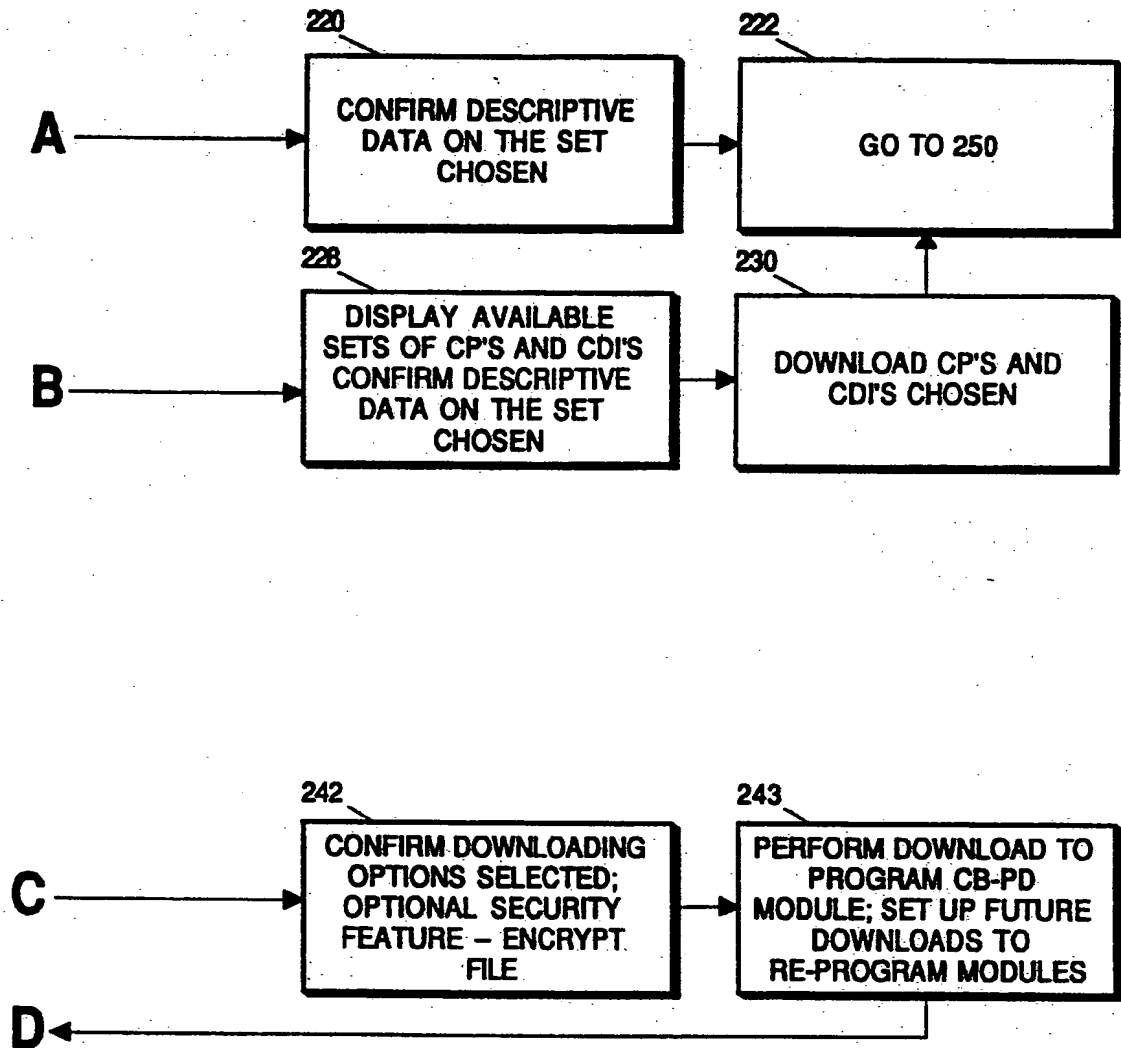 220
222
A
CONFIRM DESCRIPTIVE
DATA ON THE SET
CHOSEN
GO TO 250
228
230
B
DISPLAY AVAILABLE
SETS OF CP'S AND CDI'S
CONFIRM DESCRIPTIVE
DATA ON THE SET
CHOSEN
DOWNLOAD CP'S AND
CDI'S CHOSEN
242
243
C
CONFIRM DOWNLOADING
OPTIONS SELECTED;
OPTIONAL SECURITY
FEATURE – ENCRYPT
FILE
PERFORM DOWNLOAD TO
PROGRAM CB-PD
MODULE; SET UP FUTURE
DOWNLOADS TO
RE-PROGRAM MODULES
D